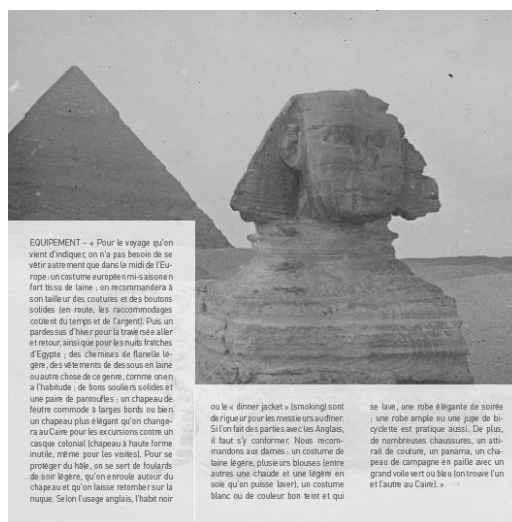 EQUIPEMENT – « Pour le voyage qu'on
vient d'indiquer, on n'a pas besoin de se
vêtir autrement que dans le midi de l'Eu-
rope : un costume européen mi-saison en
fort tissu de laine ; on recommandera à
son tailleur des coutures et des boutons
solides (en route, les raccommodages
coûtent du temps et de l'argent). Puis un
pardessus d'hiver pour la traversée aller
et retour, ainsi que pour les nuits fraîches
d'Egypte ; des chemises de flanelle lé-
gère, des vêtements de dessous en laine
ou autre chose de ce genre, comme on en
a l'habitude ; de bons souliers solides et
une paire de pantoufles ; un chapeau de
feutre commode à larges bords ou bien
un chapeau plus élégant qu'on change-
ra au Caire pour les excursions contre un
casque colonial (chapeau à haute forme
inutile, même pour les visites). Pour se
protéger du hâle, on se sert de foulards
de soir légère, qu'on enroule autour du
chapeau et qu'on laisse retomber sur la
nuque. Selon l'usage anglais, l'habit noir
ou le « dinner jacket » (smoking) sont
de rigueur pour les messieurs au dîner.
Si l'on fait des parties avec les Anglais,
il faut s'y conformer. Nous recom-
mandons aux dames : un costume de
laine légère, plusieurs blouses (entre
autres une chaude et une légère en
soie qu'on puisse laver), un costume
blanc ou de couleur bon teint et qui
se lave, une robe élégante de soirée
; une robe ample ou une jupe de bi-
cyclette est pratique aussi. De plus,
de nombreuses chaussures, un atti-
rail de couture, un panama, un cha-
peau de campagne en paille avec un
grand voile vert ou bleu (on trouve l'un
et l'autre au Caire). »